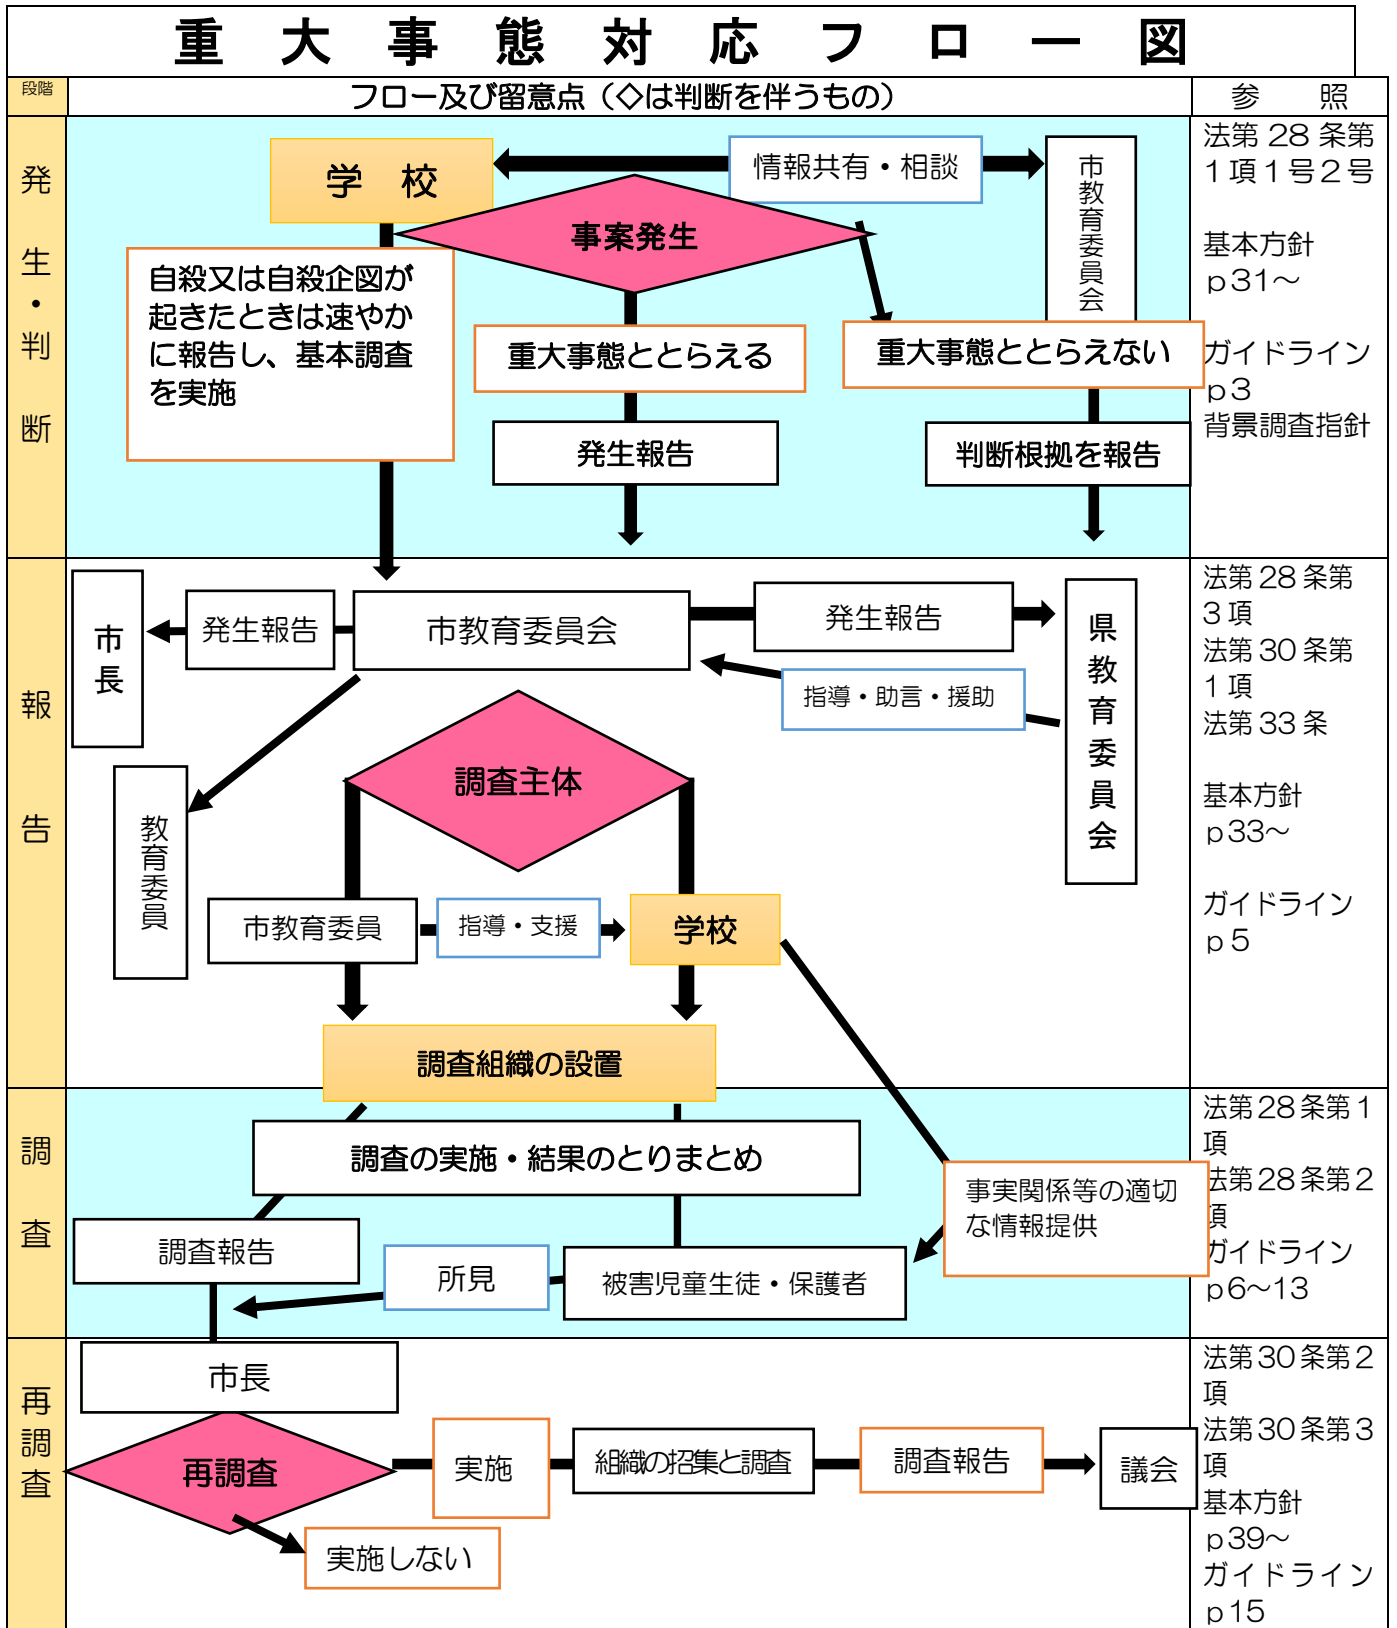 重大事態対応フロー図
段階
フロー及び留意点（◇は判断を伴うもの）
参照
発生・判断
学校
情報共有・相談
市教育委員会
事案発生
自殺又は自殺企図が
起きたときは速やか
に報告し、基本調査
を実施
重大事態ととらえる
重大事態ととらえない
発生報告
判断根拠を報告
法第28条第
１項１号２号
基本方針
ｐ31～
ガイドライン
ｐ3
背景調査指針
報告
市長
発生報告
市教育委員会
発生報告
県教育委員会
指導・助言・援助
調査主体
教育委員
市教育委員
指導・支援
学校
調査組織の設置
法第28条第
３項
法第30条第
１項
法第33条
基本方針
ｐ33～
ガイドライン
ｐ５
調査
調査の実施・結果のとりまとめ
事実関係等の適切
な情報提供
調査報告
所見
被害児童生徒・保護者
法第28条第１
項
法第28条第２
項
ガイドライン
ｐ6～13
再調査
市長
再調査
実施
組織の招集と調査
調査報告
議会
実施しない
法第30条第２
項
法第30条第３
項
基本方針
ｐ39～
ガイドライン
ｐ15